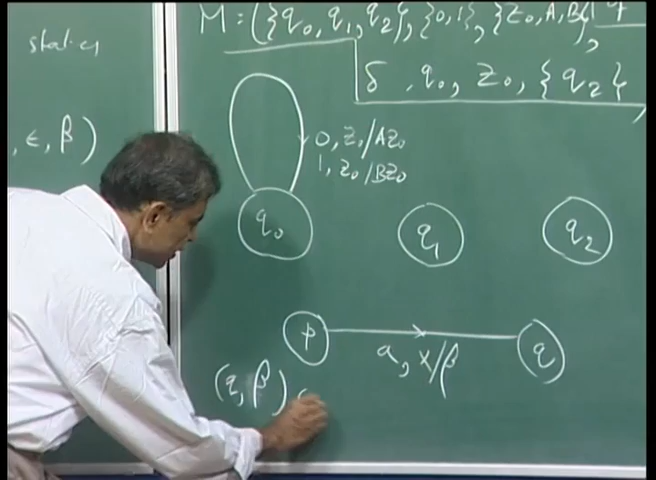 state q
, ϵ, β)
M = ({q₀, q₁, q₂}, {0, 1}, {Z₀, A, B},
δ, q₀, Z₀, {q₂}
0, Z₀/AZ₀
1, Z₀/BZ₀
q₀ q₁ q₂
p q
a, X/β
(q, β)